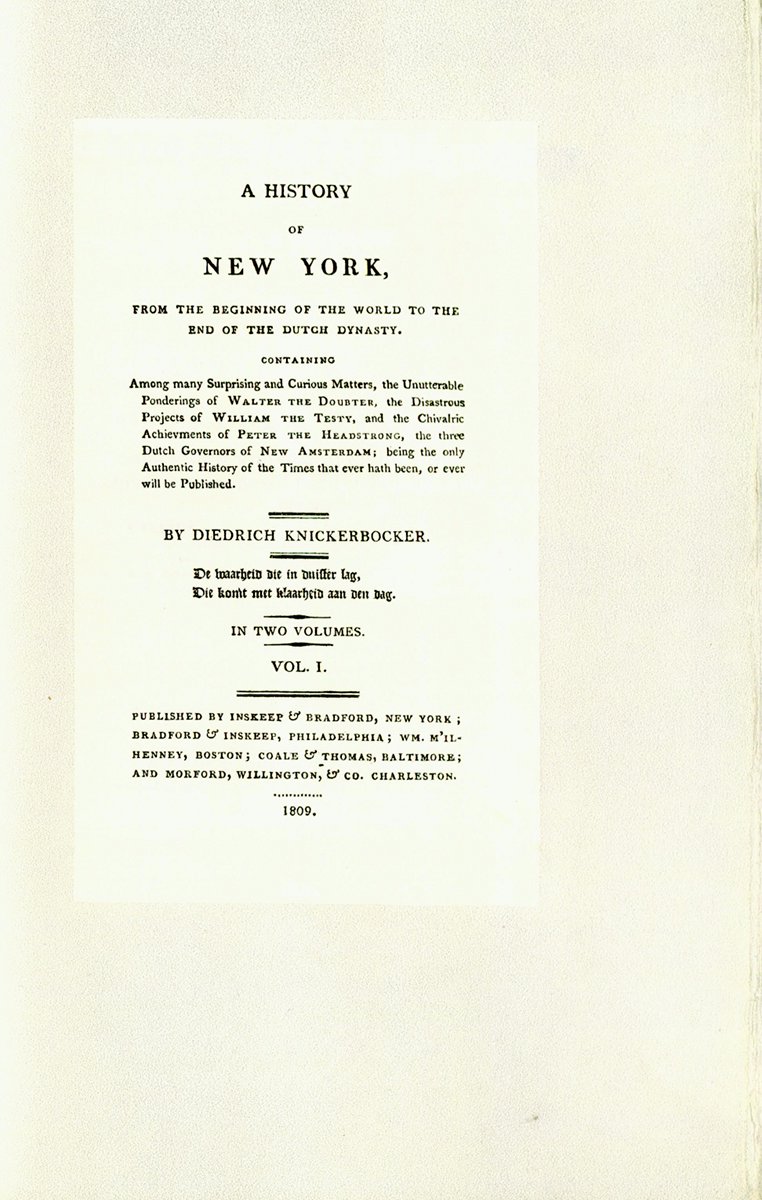 A HISTORY
OF
NEW YORK,
FROM THE BEGINNING OF THE WORLD TO THE
END OF THE DUTCH DYNASTY.
CONTAINING
Among many Surprising and Curious Matters, the Unutterable
Ponderings of WALTER THE DOUBTER, the Disastrous
Projects of WILLIAM THE TESTY, and the Chivalric
Achievments of PETER THE HEADSTRONG, the three
Dutch Governors of NEW AMSTERDAM; being the only
Authentic History of the Times that ever hath been, or ever
will be Published.
BY DIEDRICH KNICKERBOCKER.
De waarheid die in duister lag,
Die komt met klaarheid aan den dag.
IN TWO VOLUMES.
VOL. I.
PUBLISHED BY INSKEEP & BRADFORD, NEW YORK;
BRADFORD & INSKEEP, PHILADELPHIA; WM. M'IL-
HENNEY, BOSTON; COALE & THOMAS, BALTIMORE;
AND MORFORD, WILLINGTON, & CO. CHARLESTON.
1809.